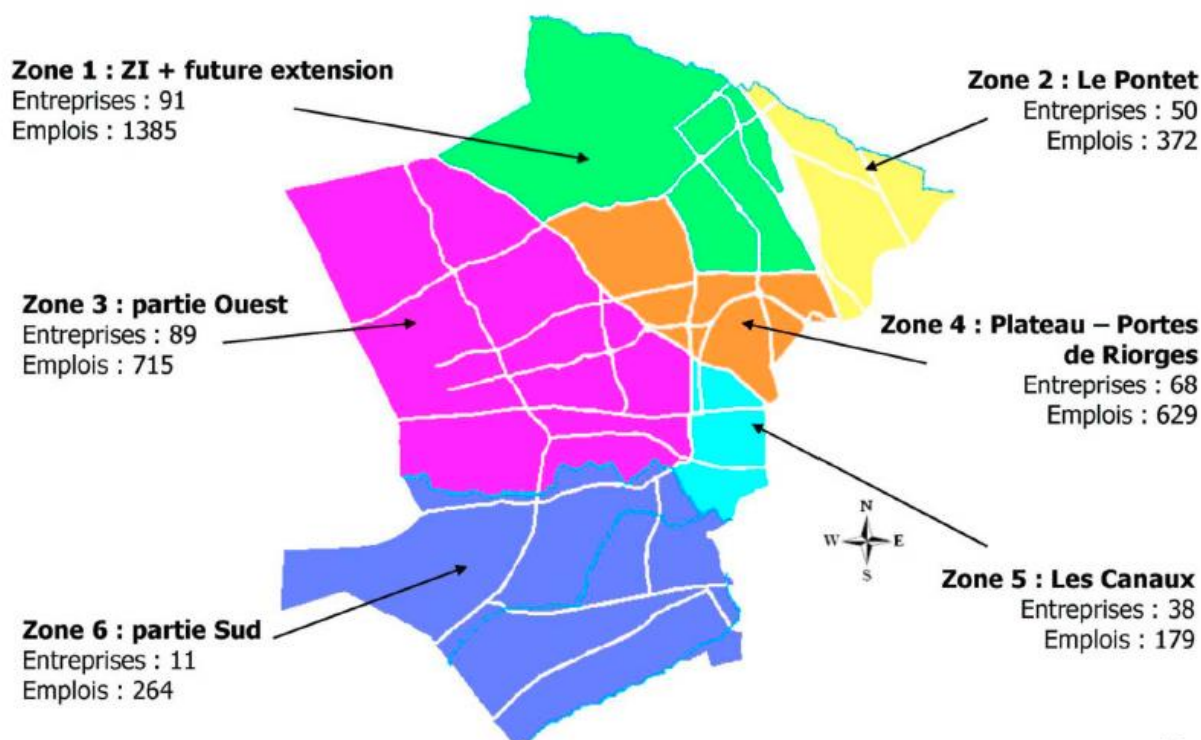 Zone 1 : ZI + future extension
Entreprises : 91
Emplois : 1385
Zone 2 : Le Pontet
Entreprises : 50
Emplois : 372
Zone 3 : partie Ouest
Entreprises : 89
Emplois : 715
Zone 4 : Plateau – Portes
de Riorges
Entreprises : 68
Emplois : 629
N
W E
S
Zone 5 : Les Canaux
Entreprises : 38
Emplois : 179
Zone 6 : partie Sud
Entreprises : 11
Emplois : 264